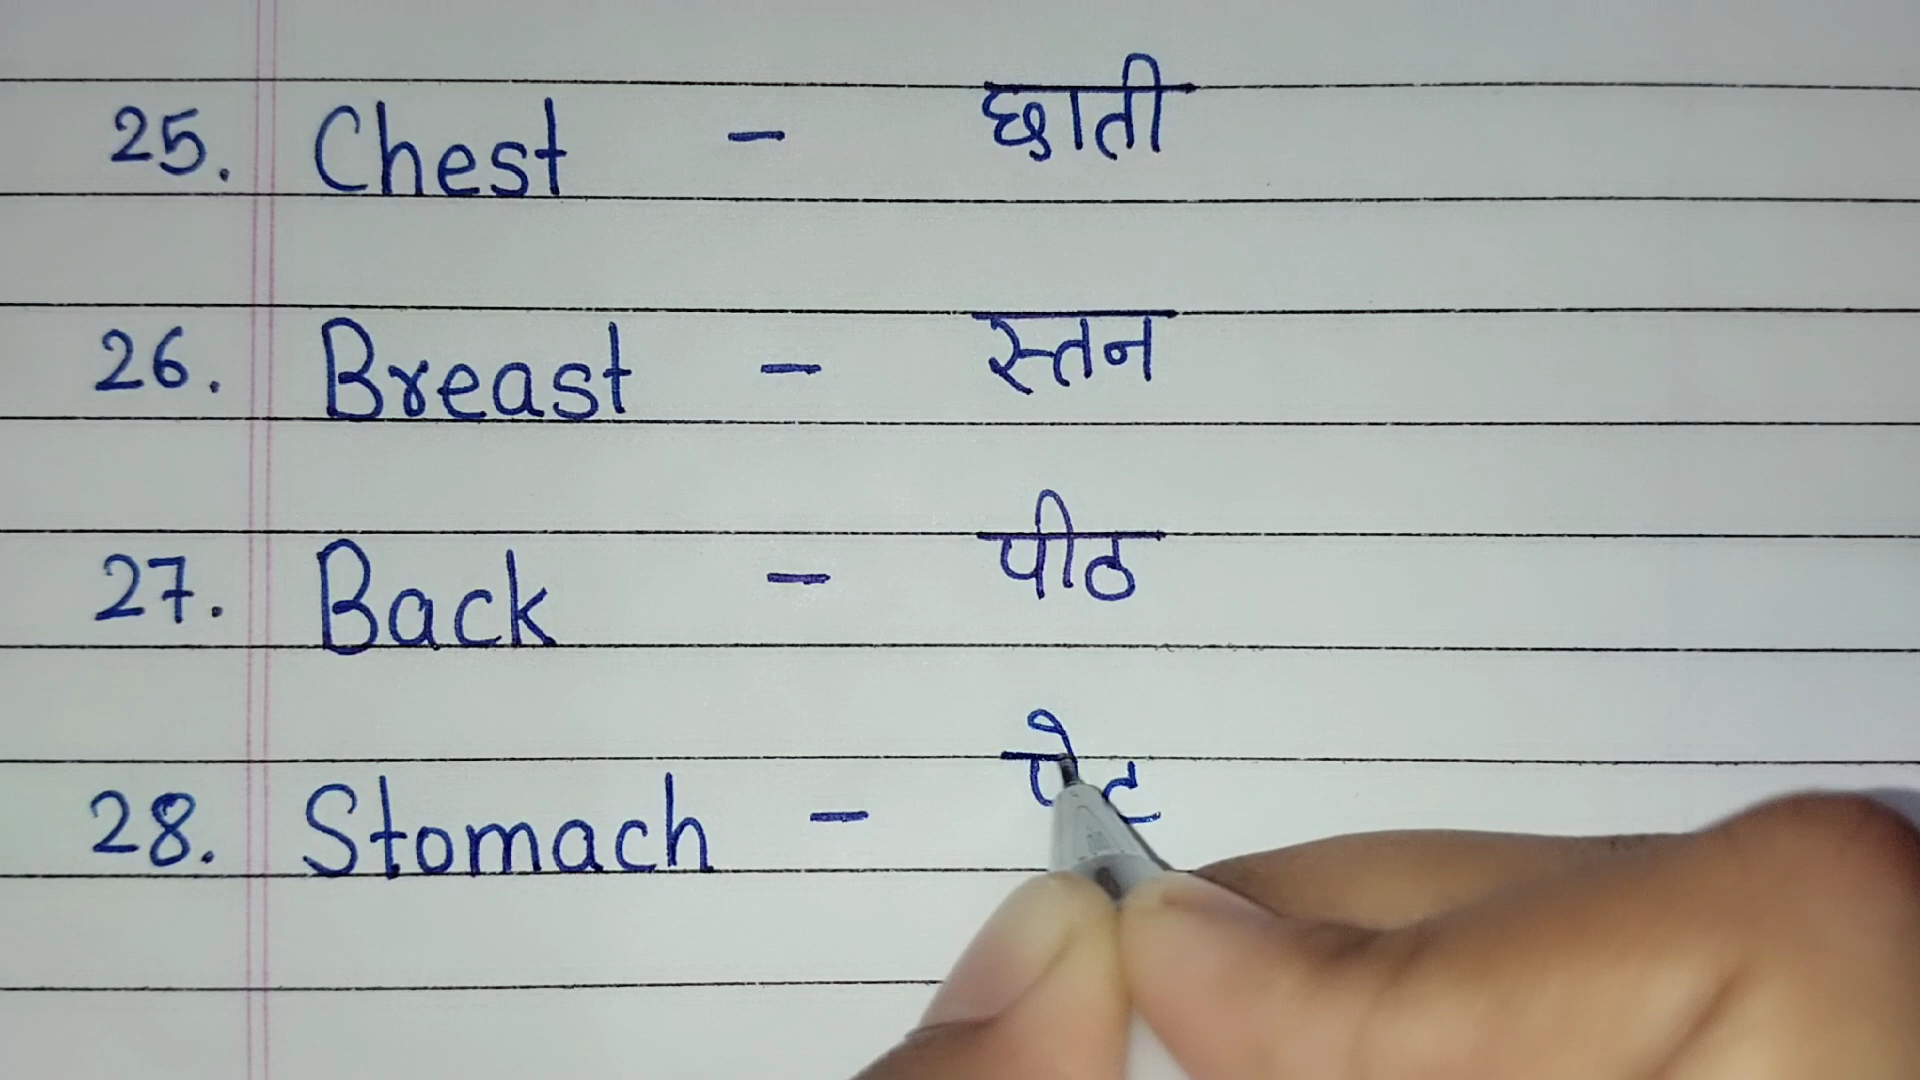 25. Chest - छाती
26. Breast - स्तन
27. Back - पीठ
28. Stomach - पेट